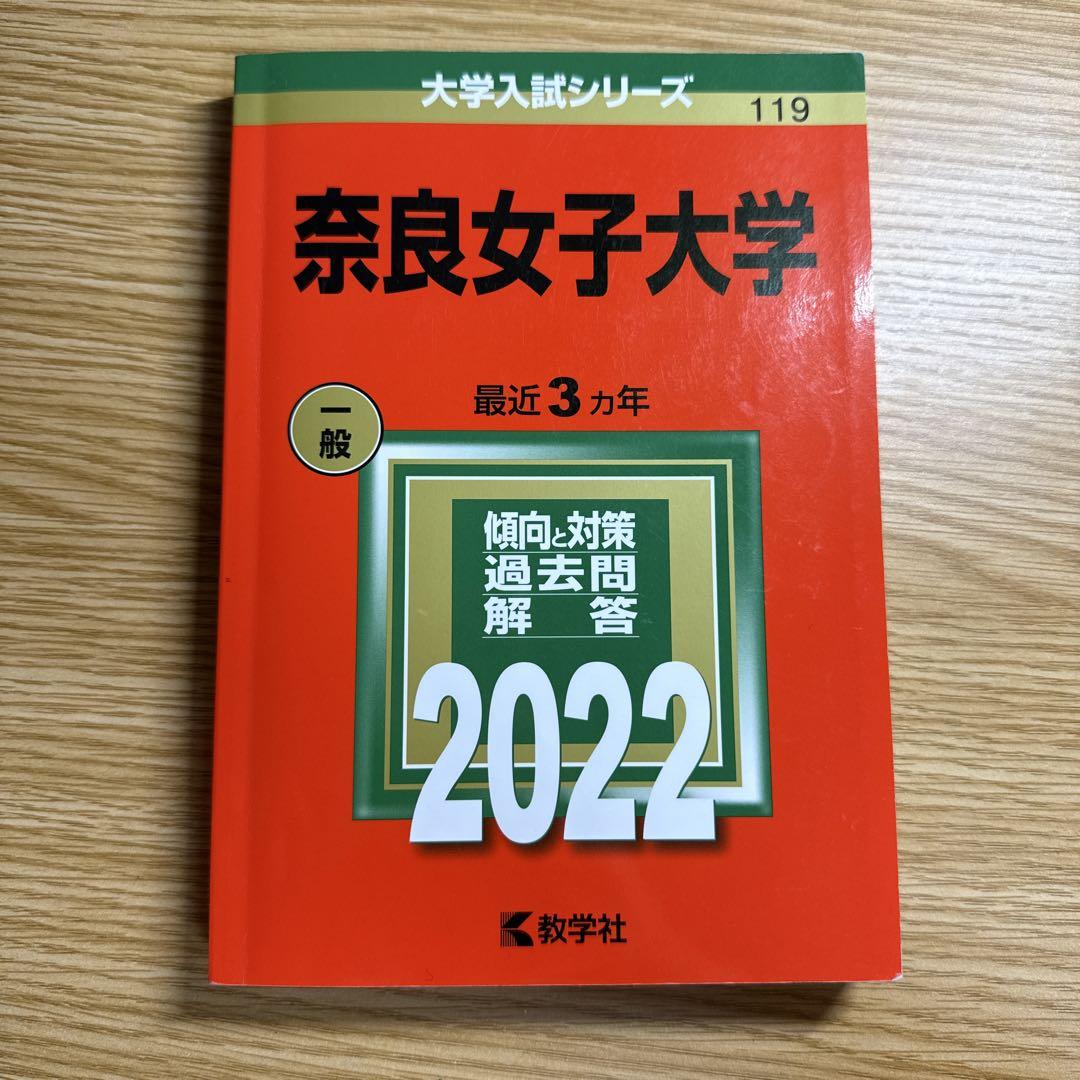 大学入試シリーズ
119
奈良女子大学
最近3カ年
一般
傾向と対策
過去問
解答
2022
教学社